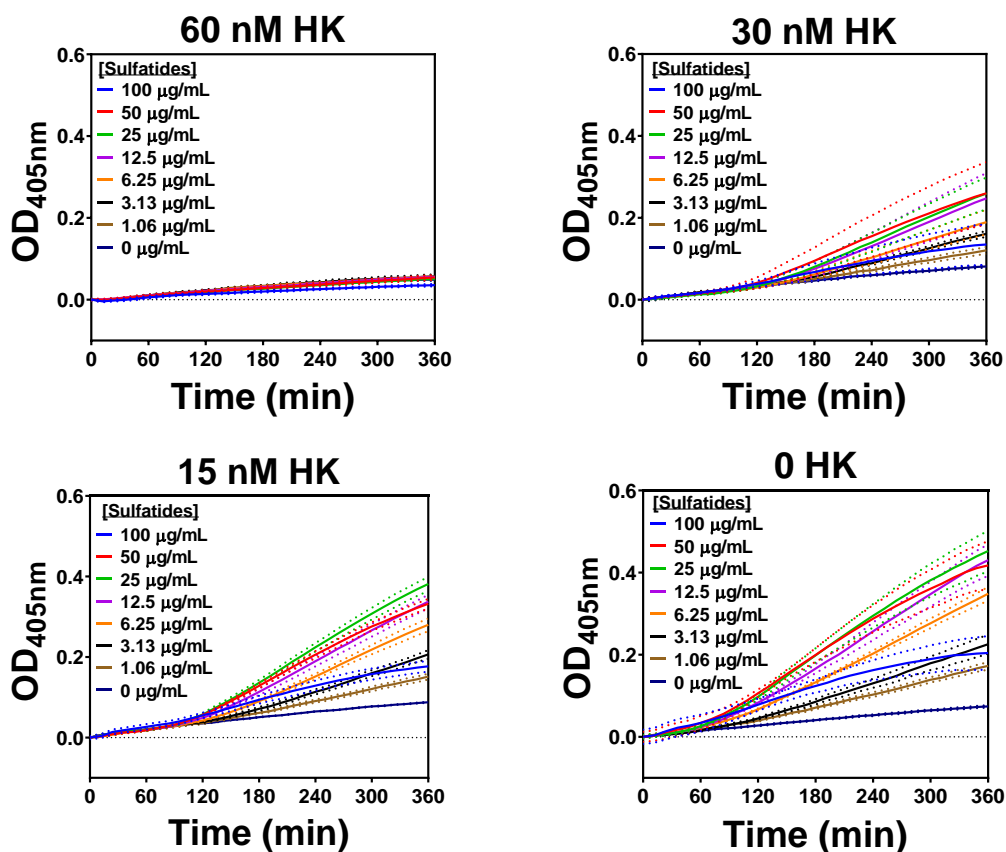 60 nM HK
0.6
0.4
0.2
0.0
OD405nm
[Sulfatides]
100 µg/mL
50 µg/mL
25 µg/mL
12.5 µg/mL
6.25 µg/mL
3.13 µg/mL
1.06 µg/mL
0 µg/mL
0 60 120 180 240 300 360
Time (min)
30 nM HK
0.6
0.4
0.2
0.0
OD405nm
[Sulfatides]
100 µg/mL
50 µg/mL
25 µg/mL
12.5 µg/mL
6.25 µg/mL
3.13 µg/mL
1.06 µg/mL
0 µg/mL
0 60 120 180 240 300 360
Time (min)
15 nM HK
0.6
0.4
0.2
0.0
OD405nm
[Sulfatides]
100 µg/mL
50 µg/mL
25 µg/mL
12.5 µg/mL
6.25 µg/mL
3.13 µg/mL
1.06 µg/mL
0 µg/mL
0 60 120 180 240 300 360
Time (min)
0 HK
0.6
0.4
0.2
0.0
OD405nm
[Sulfatides]
100 µg/mL
50 µg/mL
25 µg/mL
12.5 µg/mL
6.25 µg/mL
3.13 µg/mL
1.06 µg/mL
0 µg/mL
0 60 120 180 240 300 360
Time (min)